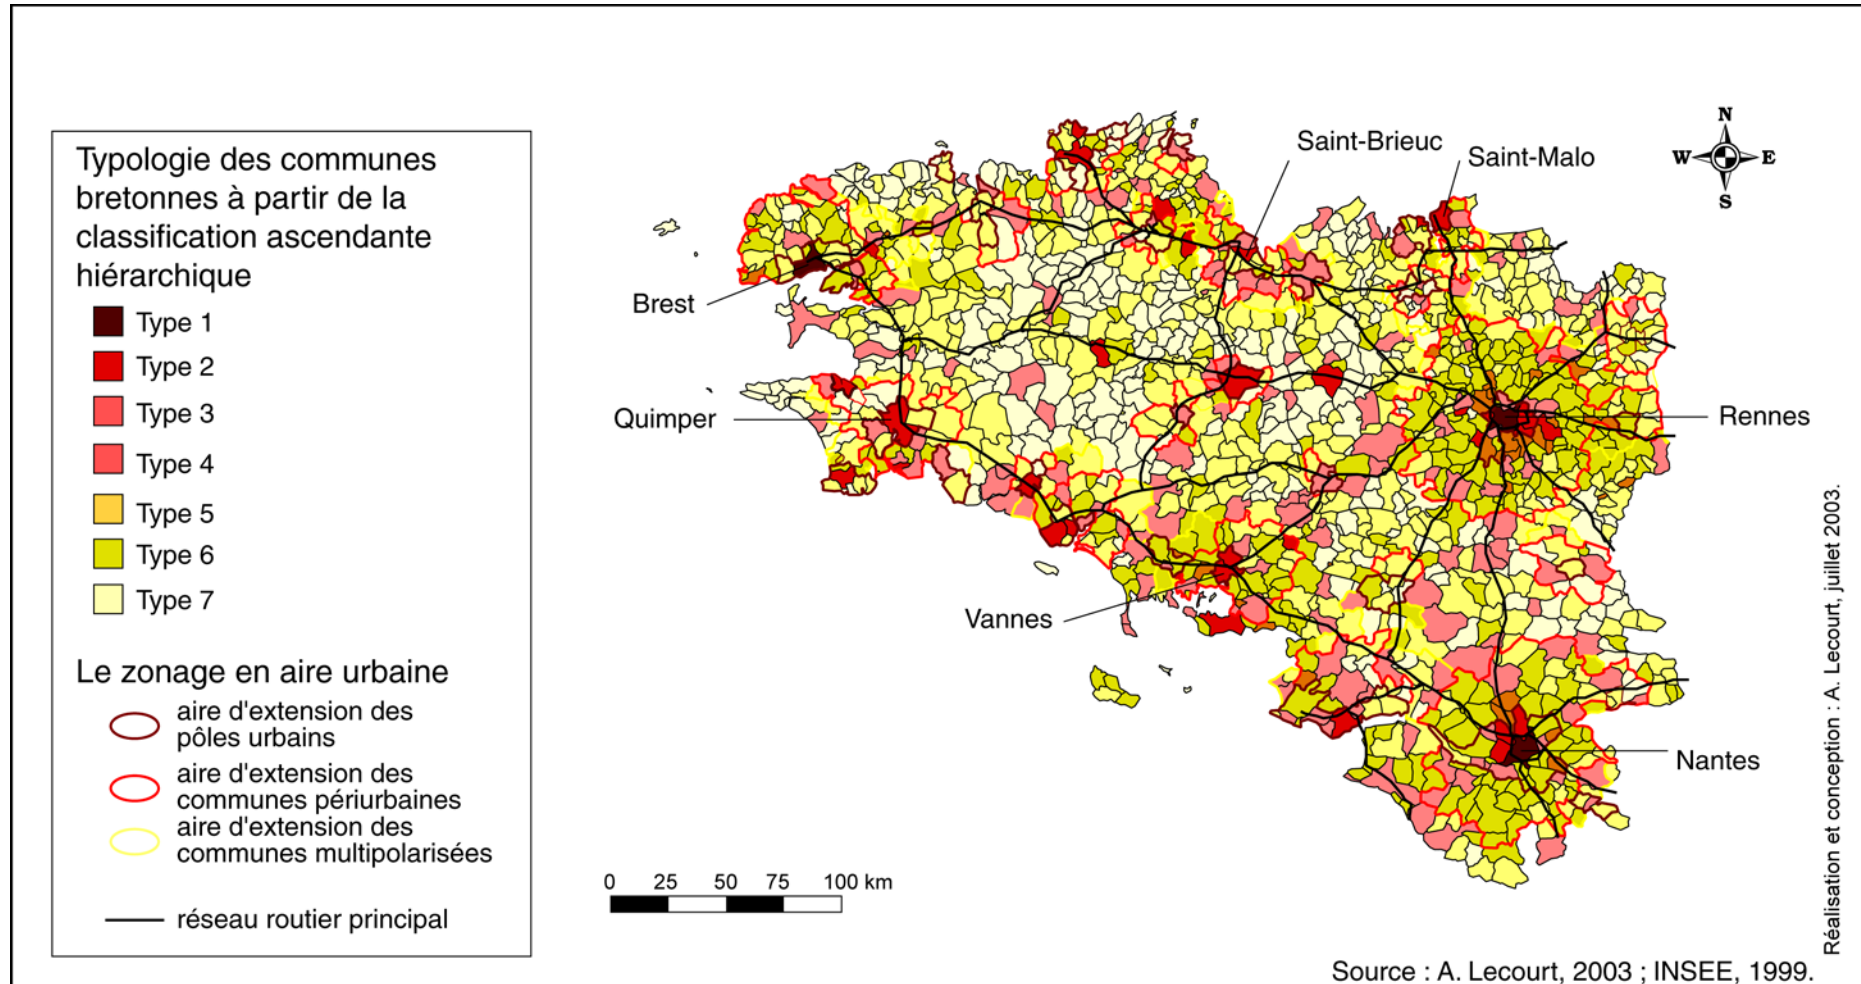 Typologie des communes
bretonnes à partir de la
classification ascendante
hiérarchique
Type 1
Type 2
Type 3
Type 4
Type 5
Type 6
Type 7
Le zonage en aire urbaine
aire d'extension des
pôles urbains
aire d'extension des
communes périurbaines
aire d'extension des
communes multipolarisées
réseau routier principal
Saint-Brieuc
Saint-Malo
N
W
E
S
Brest
Quimper
Rennes
Vannes
Nantes
0 25 50 75 100 km
Réalisation et conception : A. Lecourt, juillet 2003.
Source : A. Lecourt, 2003 ; INSEE, 1999.